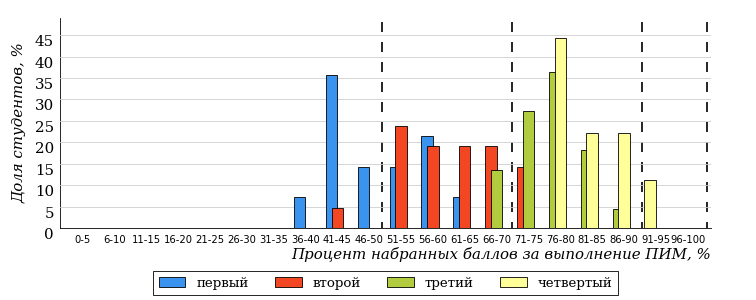 Доля студентов, %
45
40
35
30
25
20
15
10
5
0
0-5 6-10 11-15 16-20 21-25 26-30 31-35 36-40 41-45 46-50 51-55 56-60 61-65 66-70 71-75 76-80 81-85 86-90 91-95 96-100
Процент набранных баллов за выполнение ПИМ, %
первый второй третий четвертый